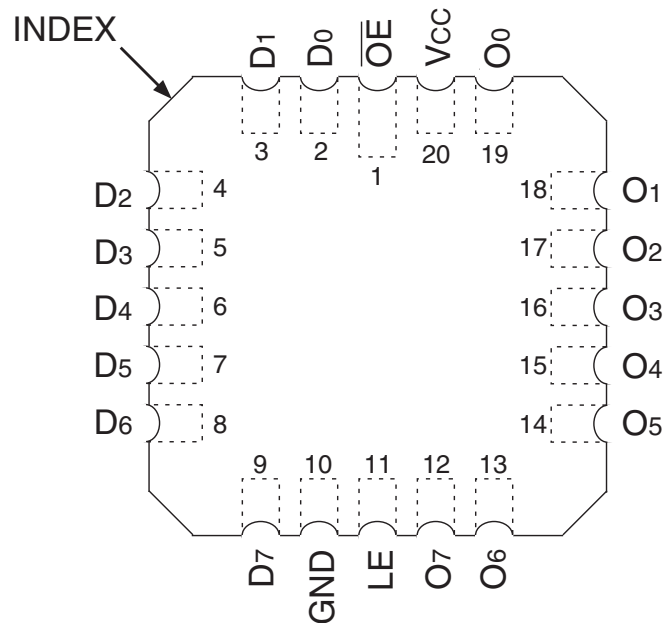 INDEX
D1 D0 O̅E̅ VCC O0
3 2 1 20 19
D2 4 18 O1
D3 5 17 O2
D4 6 16 O3
D5 7 15 O4
D6 8 14 O5
9 10 11 12 13
D7 GND LE O7 O6